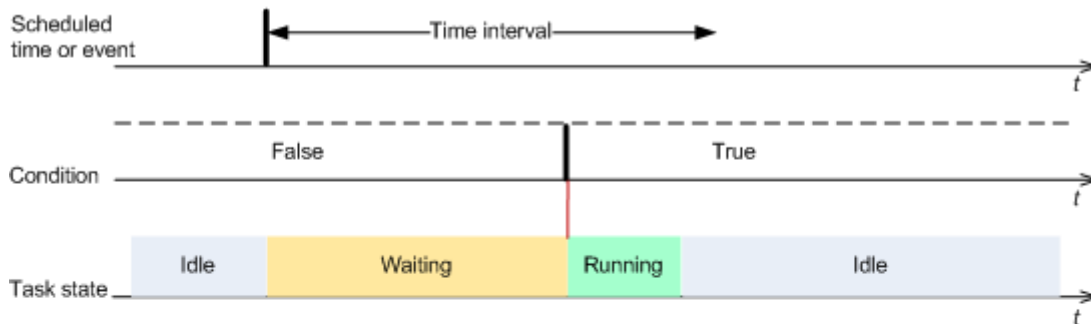 Scheduled
time or event
Time interval
t
False
True
Condition
t
Idle
Waiting
Running
Idle
Task state
t